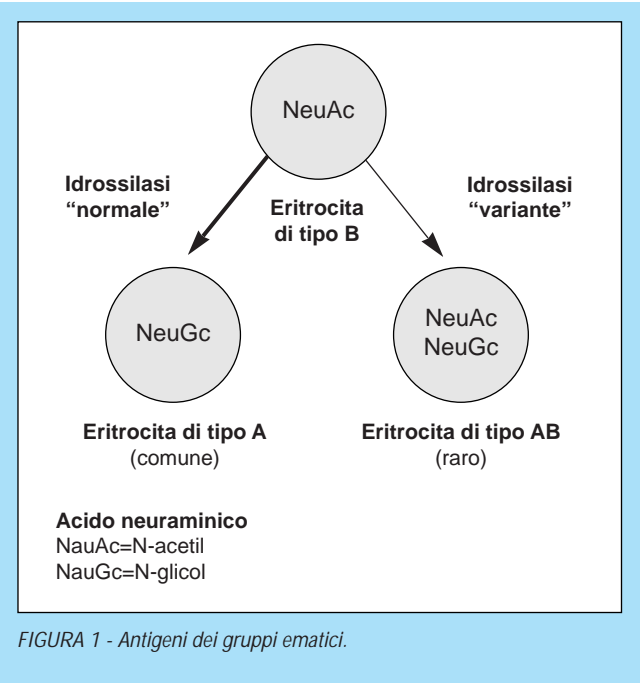 NeuAc
Idrossilasi
“normale”
Eritrocita
di tipo B
Idrossilasi
“variante”
NeuGc
NeuAc
NeuGc
Eritrocita di tipo A
(comune)
Eritrocita di tipo AB
(raro)
Acido neuraminico
NauAc=N-acetil
NauGc=N-glicol
FIGURA 1 - Antigeni dei gruppi ematici.